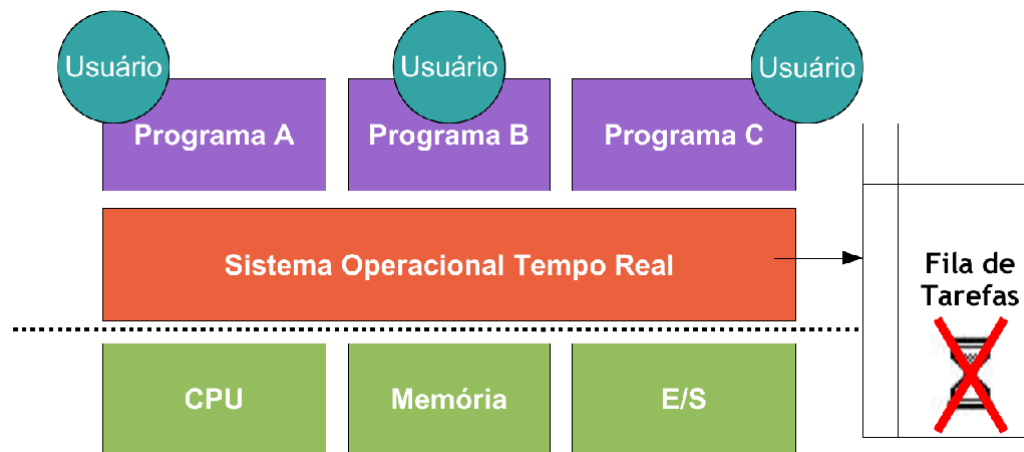 Usuário
Usuário
Usuário
Programa A
Programa B
Programa C
Sistema Operacional Tempo Real
Fila de
Tarefas
CPU
Memória
E/S